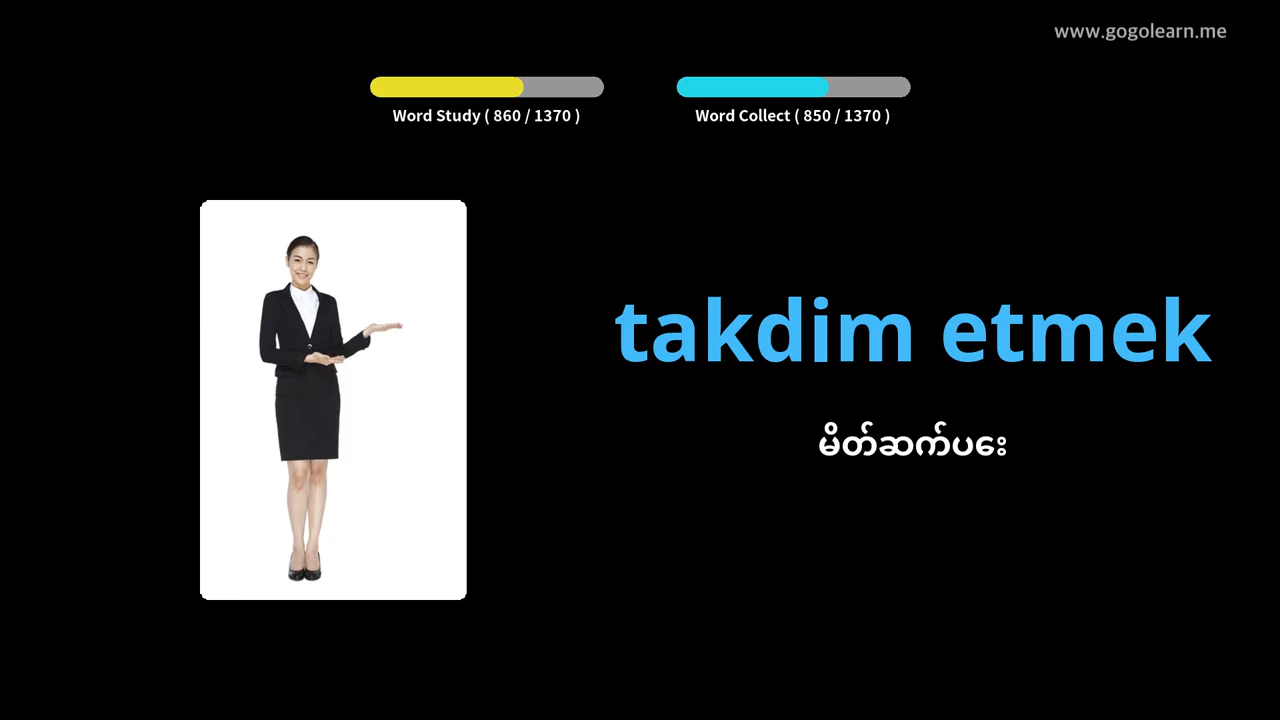 www.gogolearn.me
Word Study ( 860 / 1370 )
Word Collect ( 850 / 1370 )
takdim etmek
မိတ်ဆက်ပေး